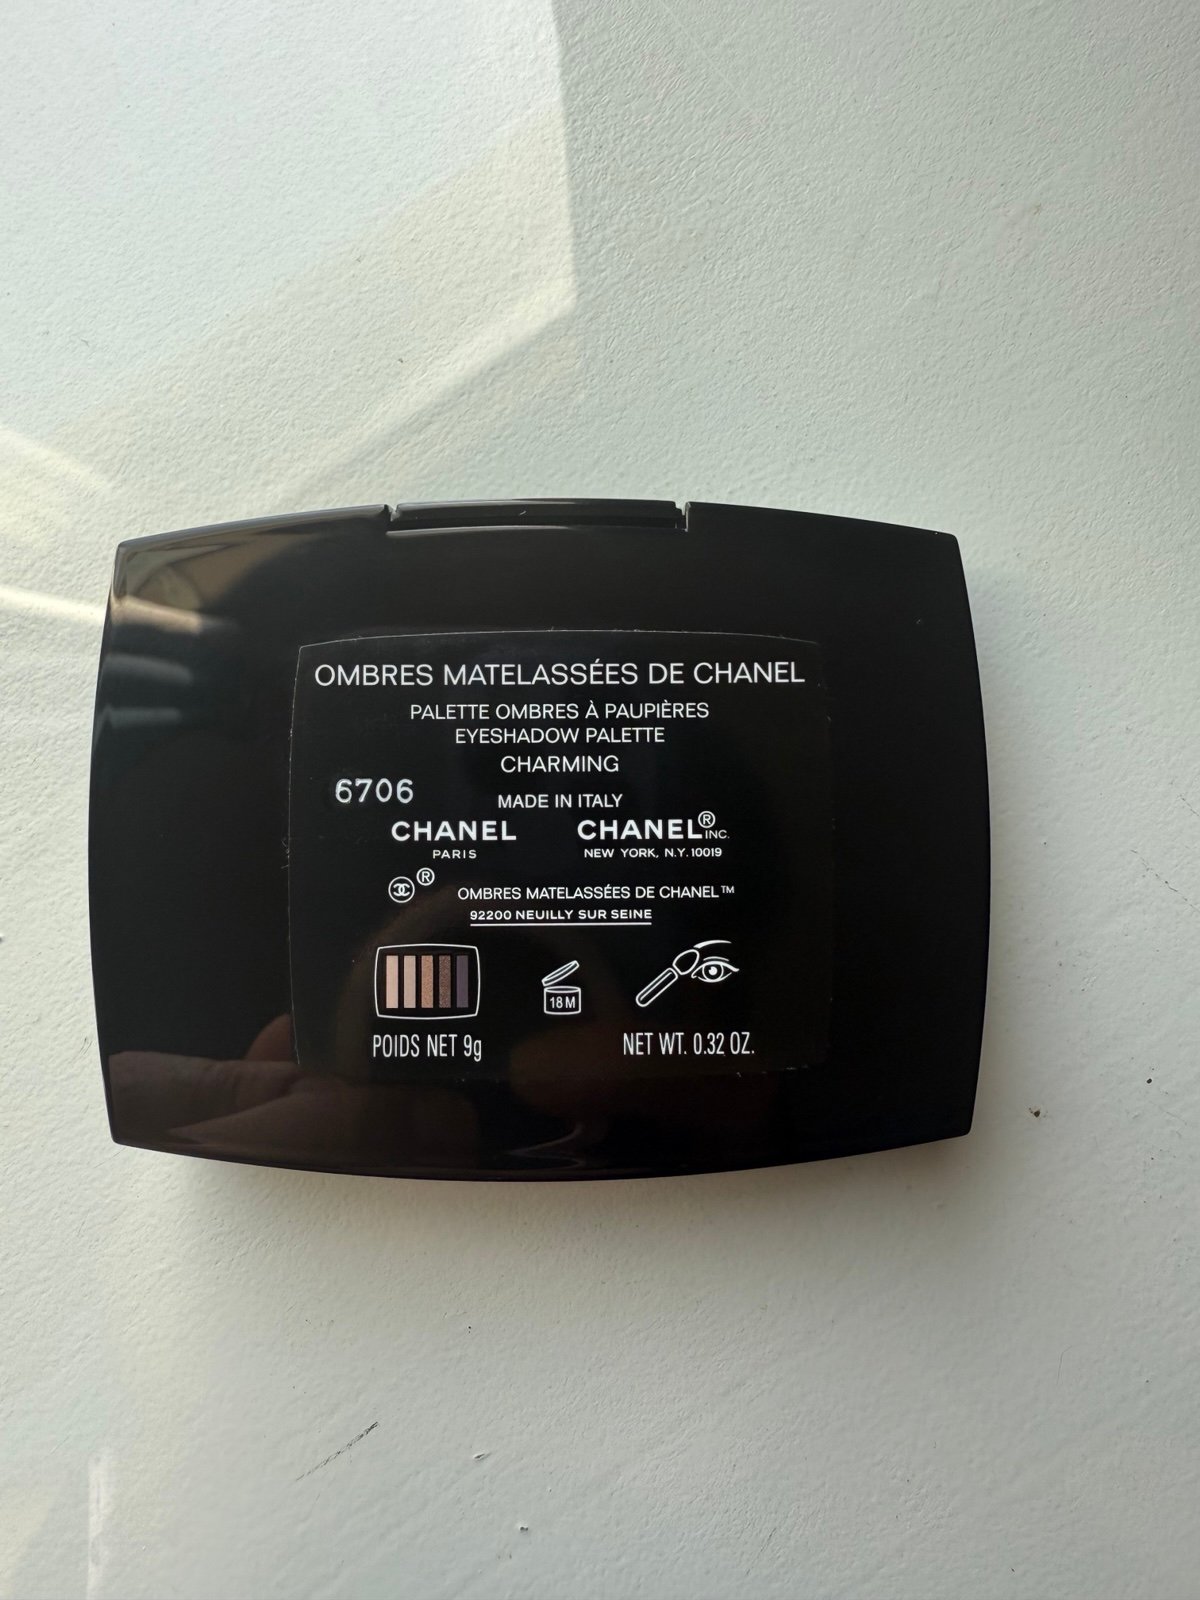 OMBRES MATELASSÉES DE CHANEL
PALETTE OMBRES À PAUPIÈRES
EYESHADOW PALETTE
CHARMING
6706
MADE IN ITALY
CHANEL CHANEL® INC.
PARIS NEW YORK, N.Y. 10019
® OMBRES MATELASSÉES DE CHANEL™
92200 NEUILLY SUR SEINE
18M
POIDS NET 9g NET WT. 0.32 OZ.